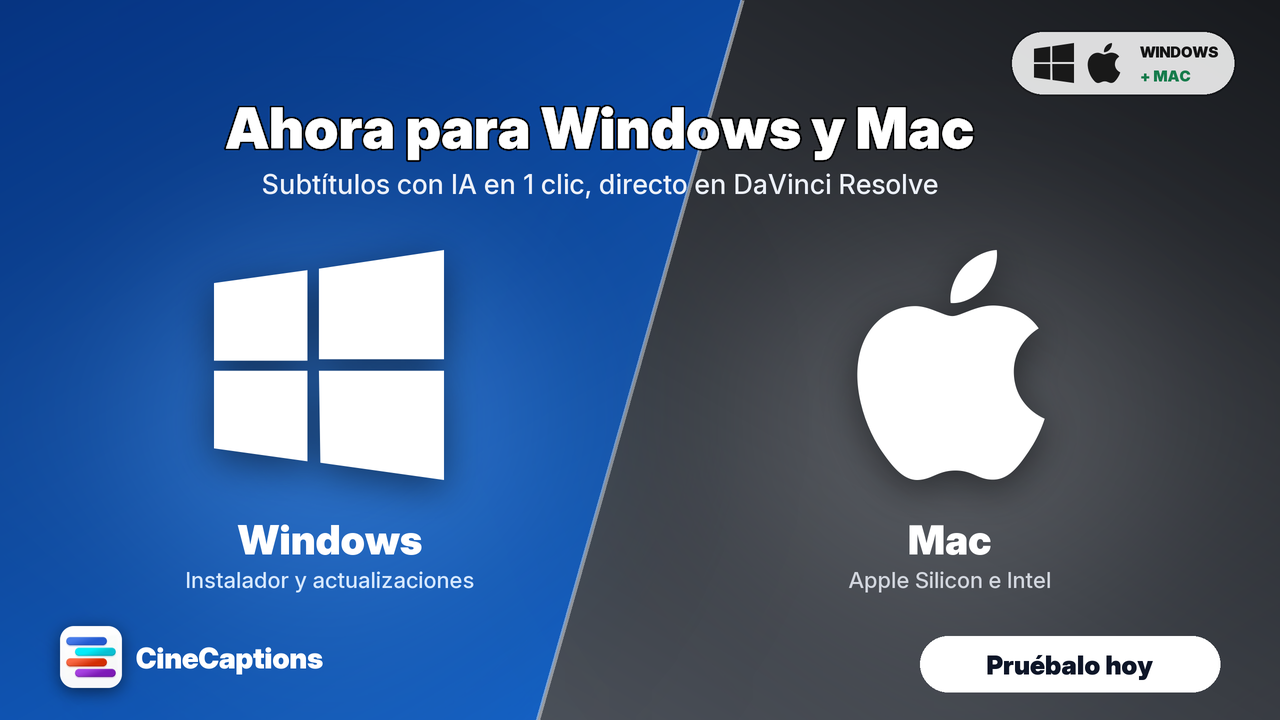 WINDOWS
+ MAC
Ahora para Windows y Mac
Subtítulos con IA en 1 clic, directo en DaVinci Resolve
Windows
Instalador y actualizaciones
Mac
Apple Silicon e Intel
CineCaptions
Pruébalo hoy